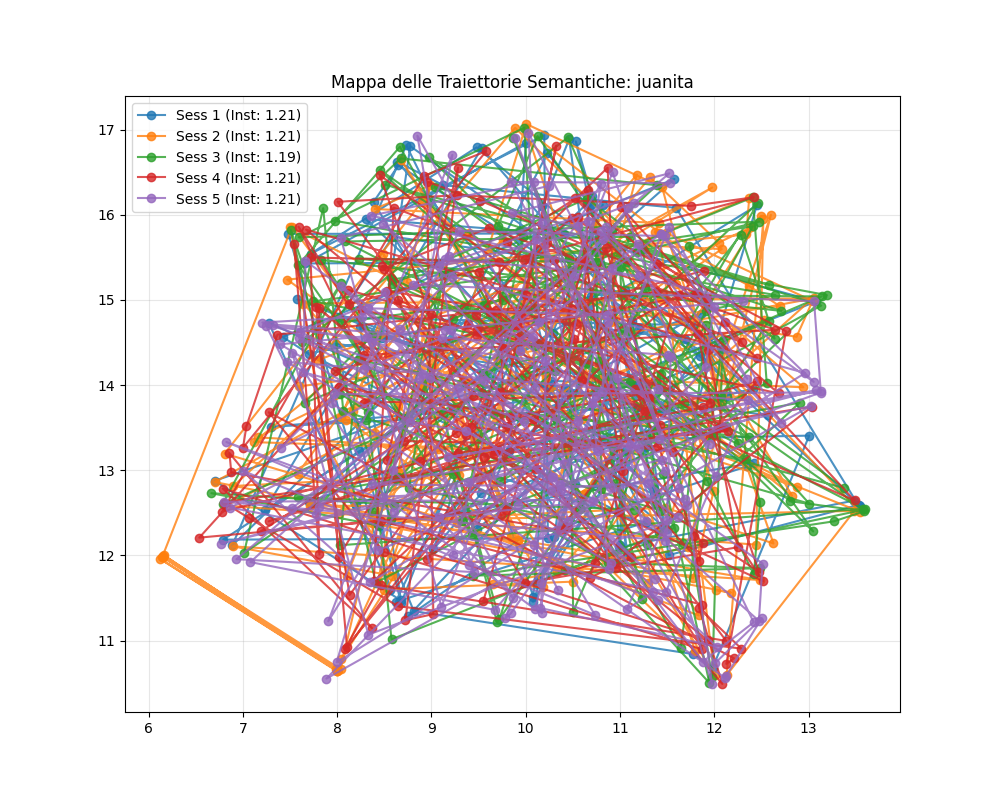 Mappa delle Traiettorie Semantiche: juanita
Sess 1 (Inst: 1.21)
Sess 2 (Inst: 1.21)
Sess 3 (Inst: 1.19)
Sess 4 (Inst: 1.21)
Sess 5 (Inst: 1.21)
17
16
15
14
13
12
11
6 7 8 9 10 11 12 13